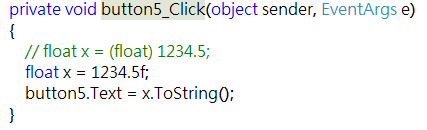 private void button5_Click(object sender, EventArgs e)
{
// float x = (float) 1234.5;
float x = 1234.5f;
button5.Text = x.ToString();
}